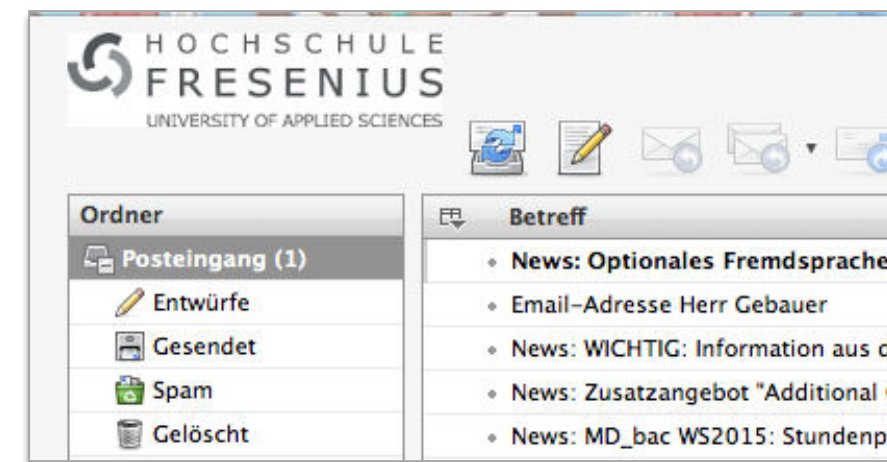 HOCHSCHULE
FRESENIUS
UNIVERSITY OF APPLIED SCIENCES
Ordner
Posteingang (1)
Entwürfe
Gesendet
Spam
Gelöscht
Betreff
News: Optionales Fremdsprache
Email-Adresse Herr Gebauer
News: WICHTIG: Information aus
News: Zusatzangebot "Additional
News: MD_bac WS2015: Stundenp